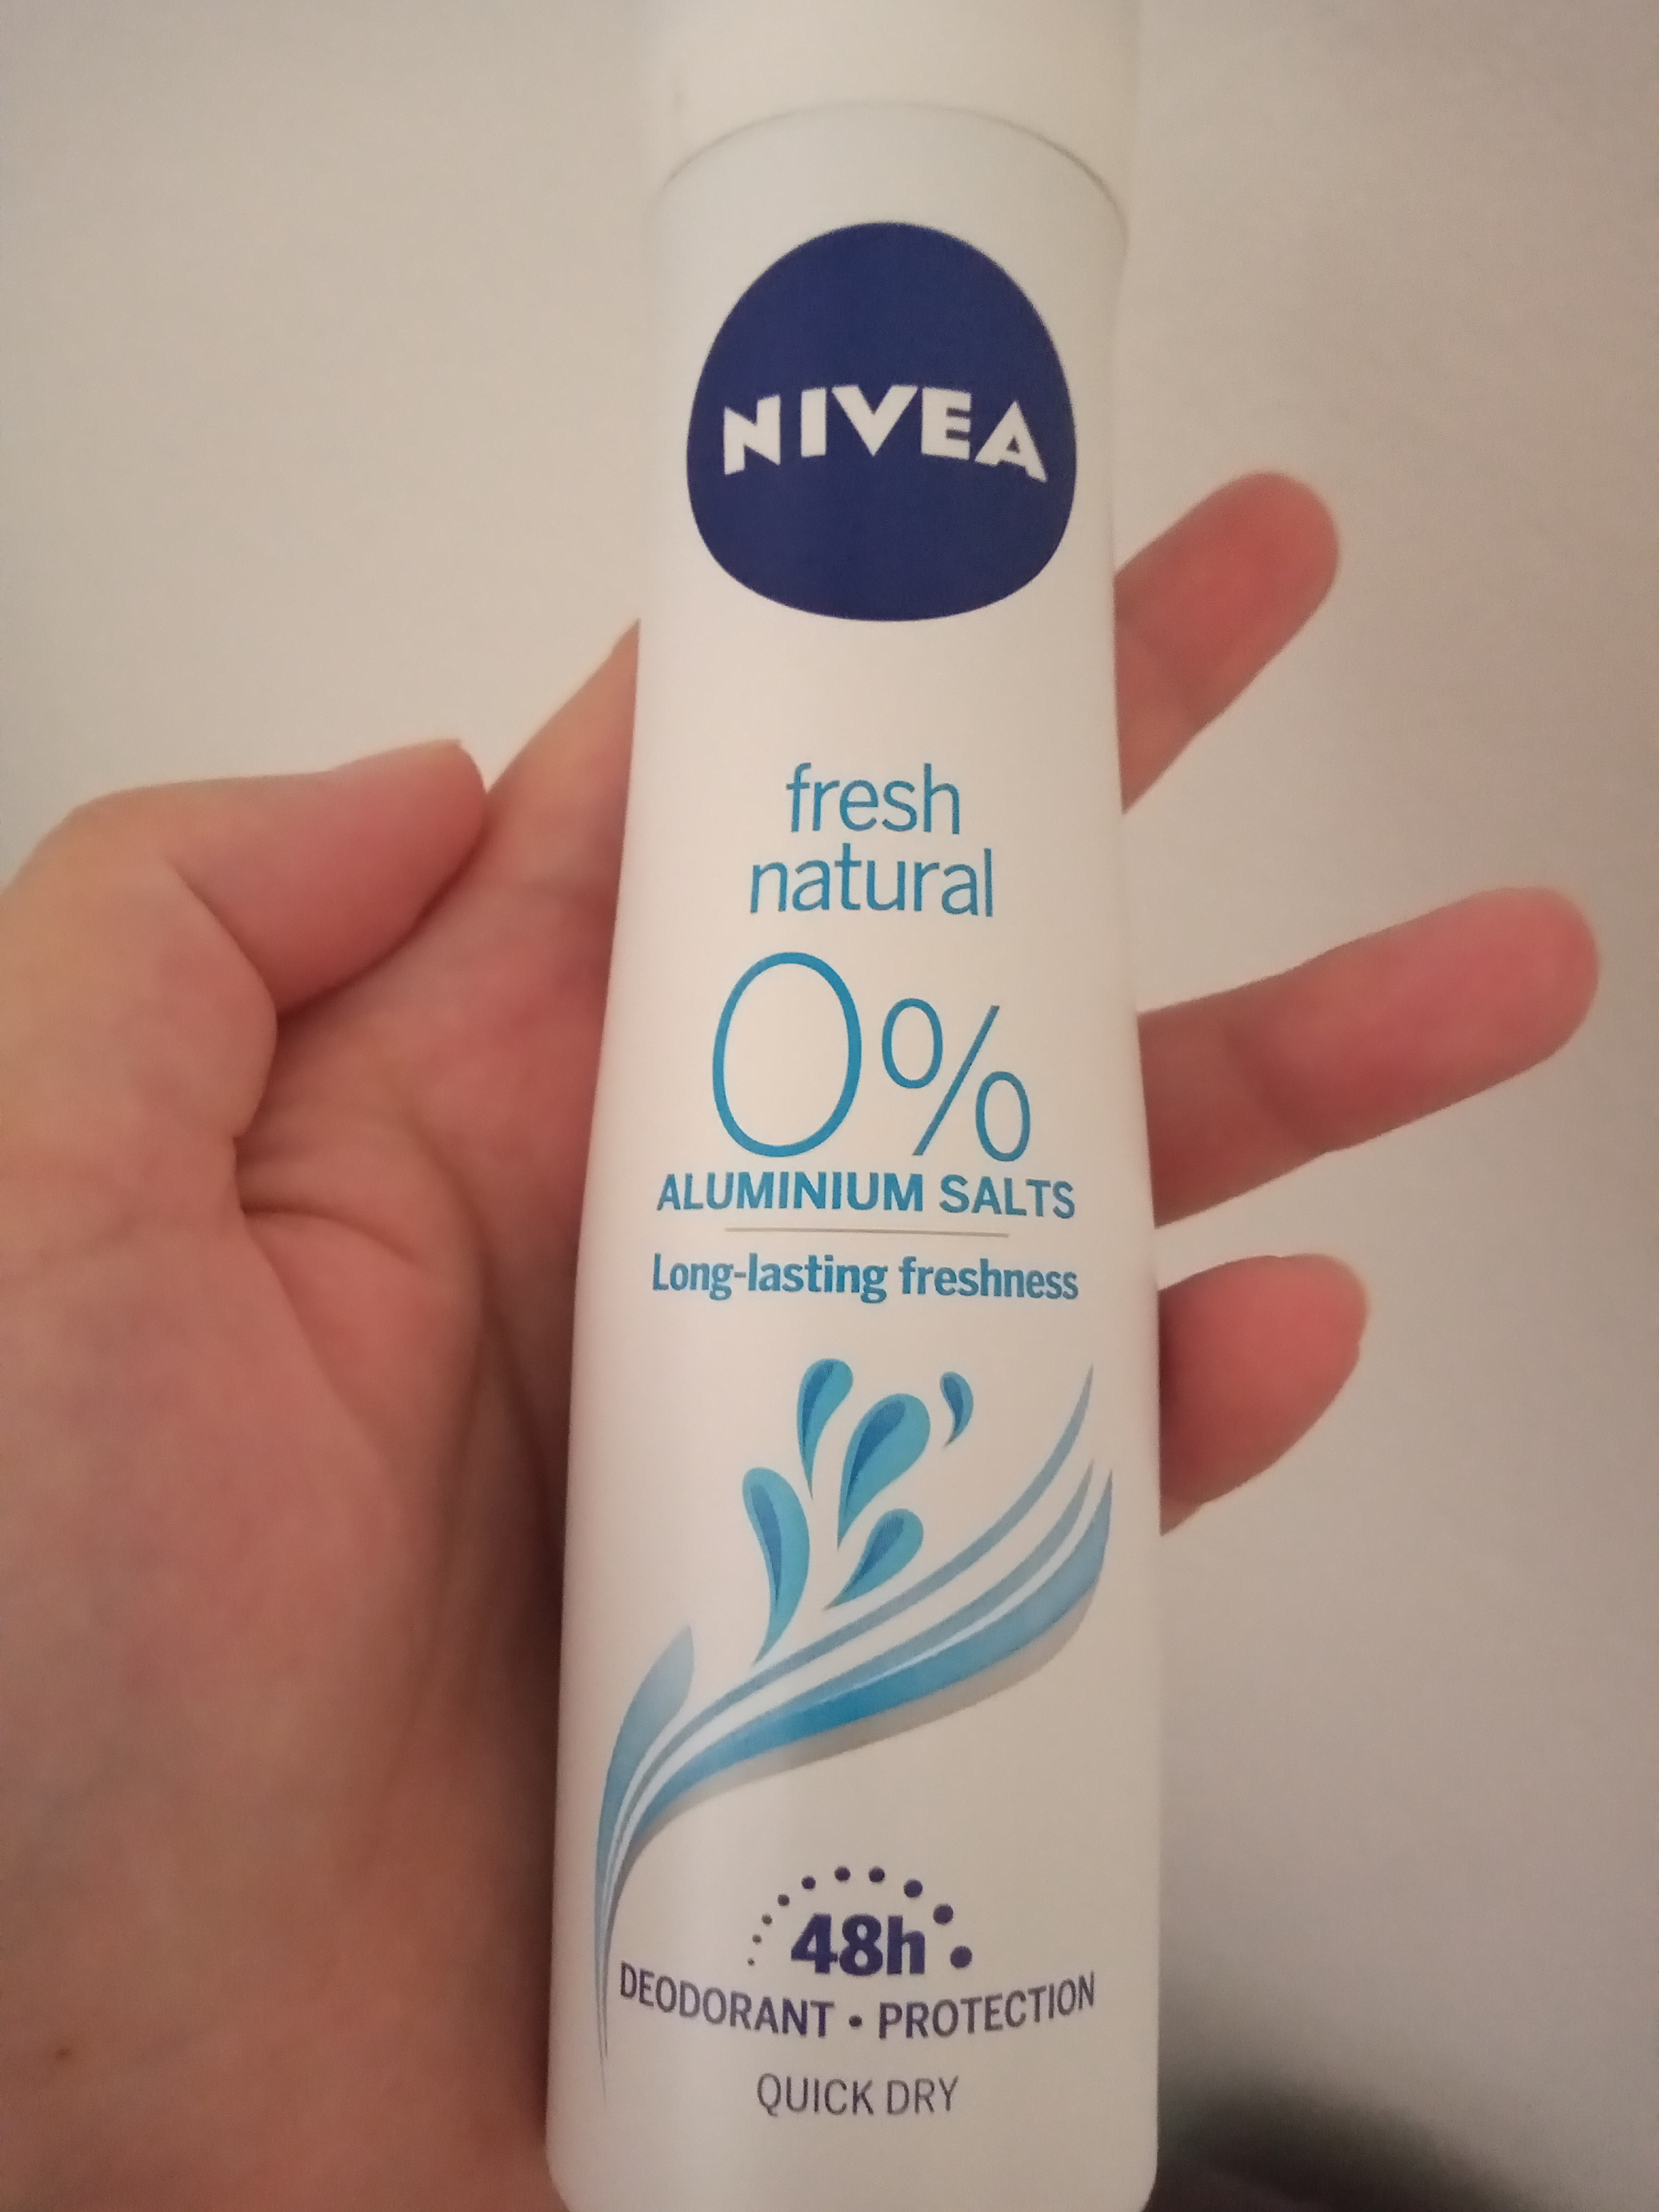 NIVEA
fresh
natural
0%
ALUMINIUM SALTS
Long-lasting freshness
48h
DEODORANT • PROTECTION
QUICK DRY